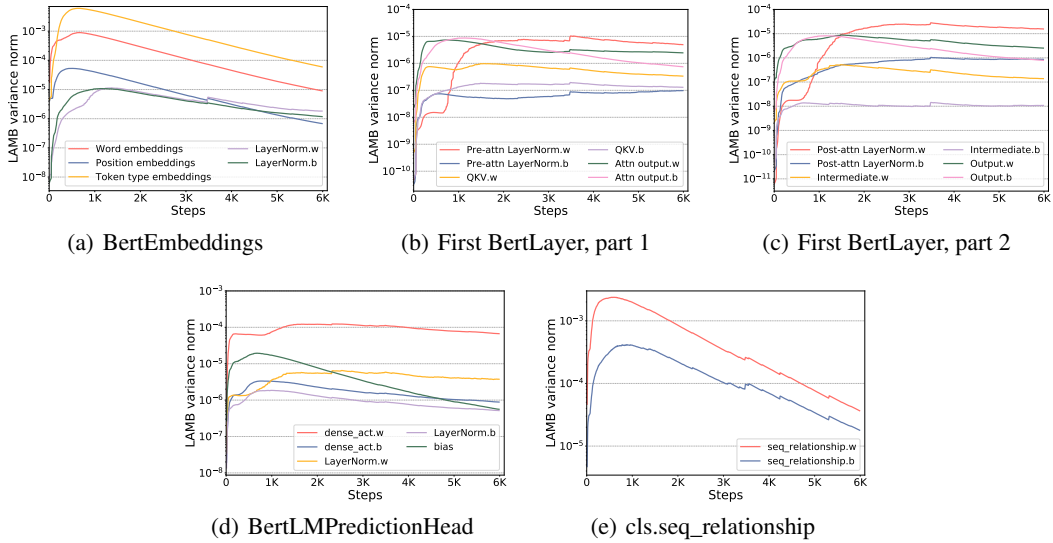 LAMB variance norm
10⁻³
10⁻⁴
10⁻⁵
10⁻⁶
10⁻⁷
10⁻⁸
Word embeddings
Position embeddings
Token type embeddings
LayerNorm.w
LayerNorm.b
0 1K 2K 3K 4K 5K 6K
Steps
(a) BertEmbeddings
LAMB variance norm
10⁻⁴
10⁻⁵
10⁻⁶
10⁻⁷
10⁻⁸
10⁻⁹
10⁻¹⁰
Pre-attn LayerNorm.w
Pre-attn LayerNorm.b
QKV.w
QKV.b
Attn output.w
Attn output.b
0 1K 2K 3K 4K 5K 6K
Steps
(b) First BertLayer, part 1
LAMB variance norm
10⁻⁴
10⁻⁵
10⁻⁶
10⁻⁷
10⁻⁸
10⁻⁹
10⁻¹⁰
10⁻¹¹
Post-attn LayerNorm.w
Post-attn LayerNorm.b
Intermediate.w
Intermediate.b
Output.w
Output.b
0 1K 2K 3K 4K 5K 6K
Steps
(c) First BertLayer, part 2
LAMB variance norm
10⁻³
10⁻⁴
10⁻⁵
10⁻⁶
10⁻⁷
10⁻⁸
dense_act.w
dense_act.b
LayerNorm.w
LayerNorm.b
bias
0 1K 2K 3K 4K 5K 6K
Steps
(d) BertLMPredictionHead
LAMB variance norm
10⁻³
10⁻⁴
10⁻⁵
seq_relationship.w
seq_relationship.b
0 1K 2K 3K 4K 5K 6K
Steps
(e) cls.seq_relationship